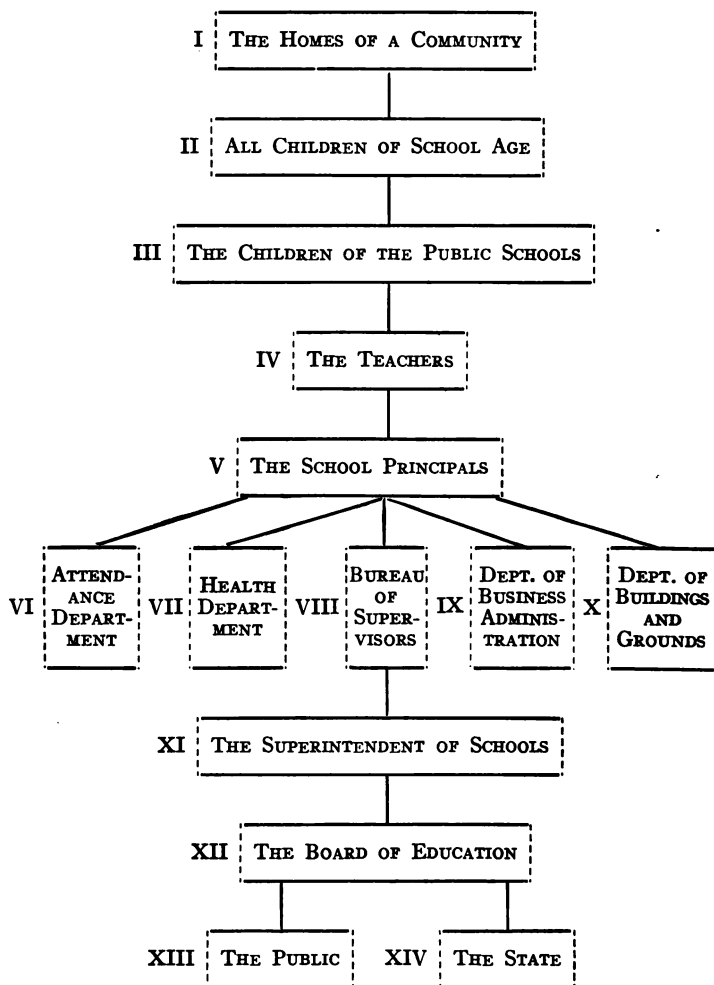 I THE HOMES OF A COMMUNITY
II ALL CHILDREN OF SCHOOL AGE
III THE CHILDREN OF THE PUBLIC SCHOOLS
IV THE TEACHERS
V THE SCHOOL PRINCIPALS
VI
ATTEND-
ANCE
DEPART-
MENT
VII
HEALTH
DEPART-
MENT
VIII
BUREAU
OF
SUPER-
VISORS
IX
DEPT. OF
BUSINESS
ADMINIS-
TRATION
X
DEPT. OF
BUILDINGS
AND
GROUNDS
XI THE SUPERINTENDENT OF SCHOOLS
XII THE BOARD OF EDUCATION
XIII THE PUBLIC
XIV THE STATE